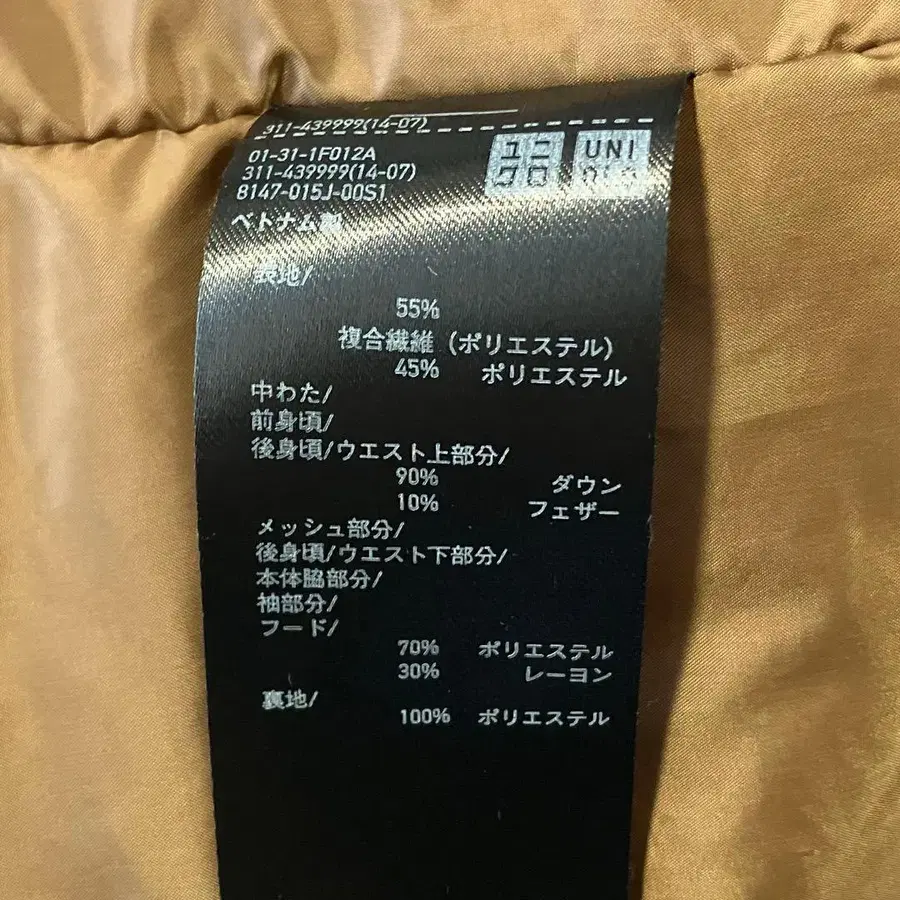 311-439999(14-07)
01-31-1F012A
311-439999(14-07)
8147-015J-00S1
ユニ
クロ
UNI
QLO
ベトナム製
表地/
55%
複合繊維 (ポリエステル)
45% ポリエステル
中わた/
前身頃/
後身頃/ウエスト上部分/
90% ダウン
10% フェザー
メッシュ部分/
後身頃/ウエスト下部分/
本体脇部分/
袖部分/
フード/
70% ポリエステル
30% レーヨン
裏地/
100% ポリエステル